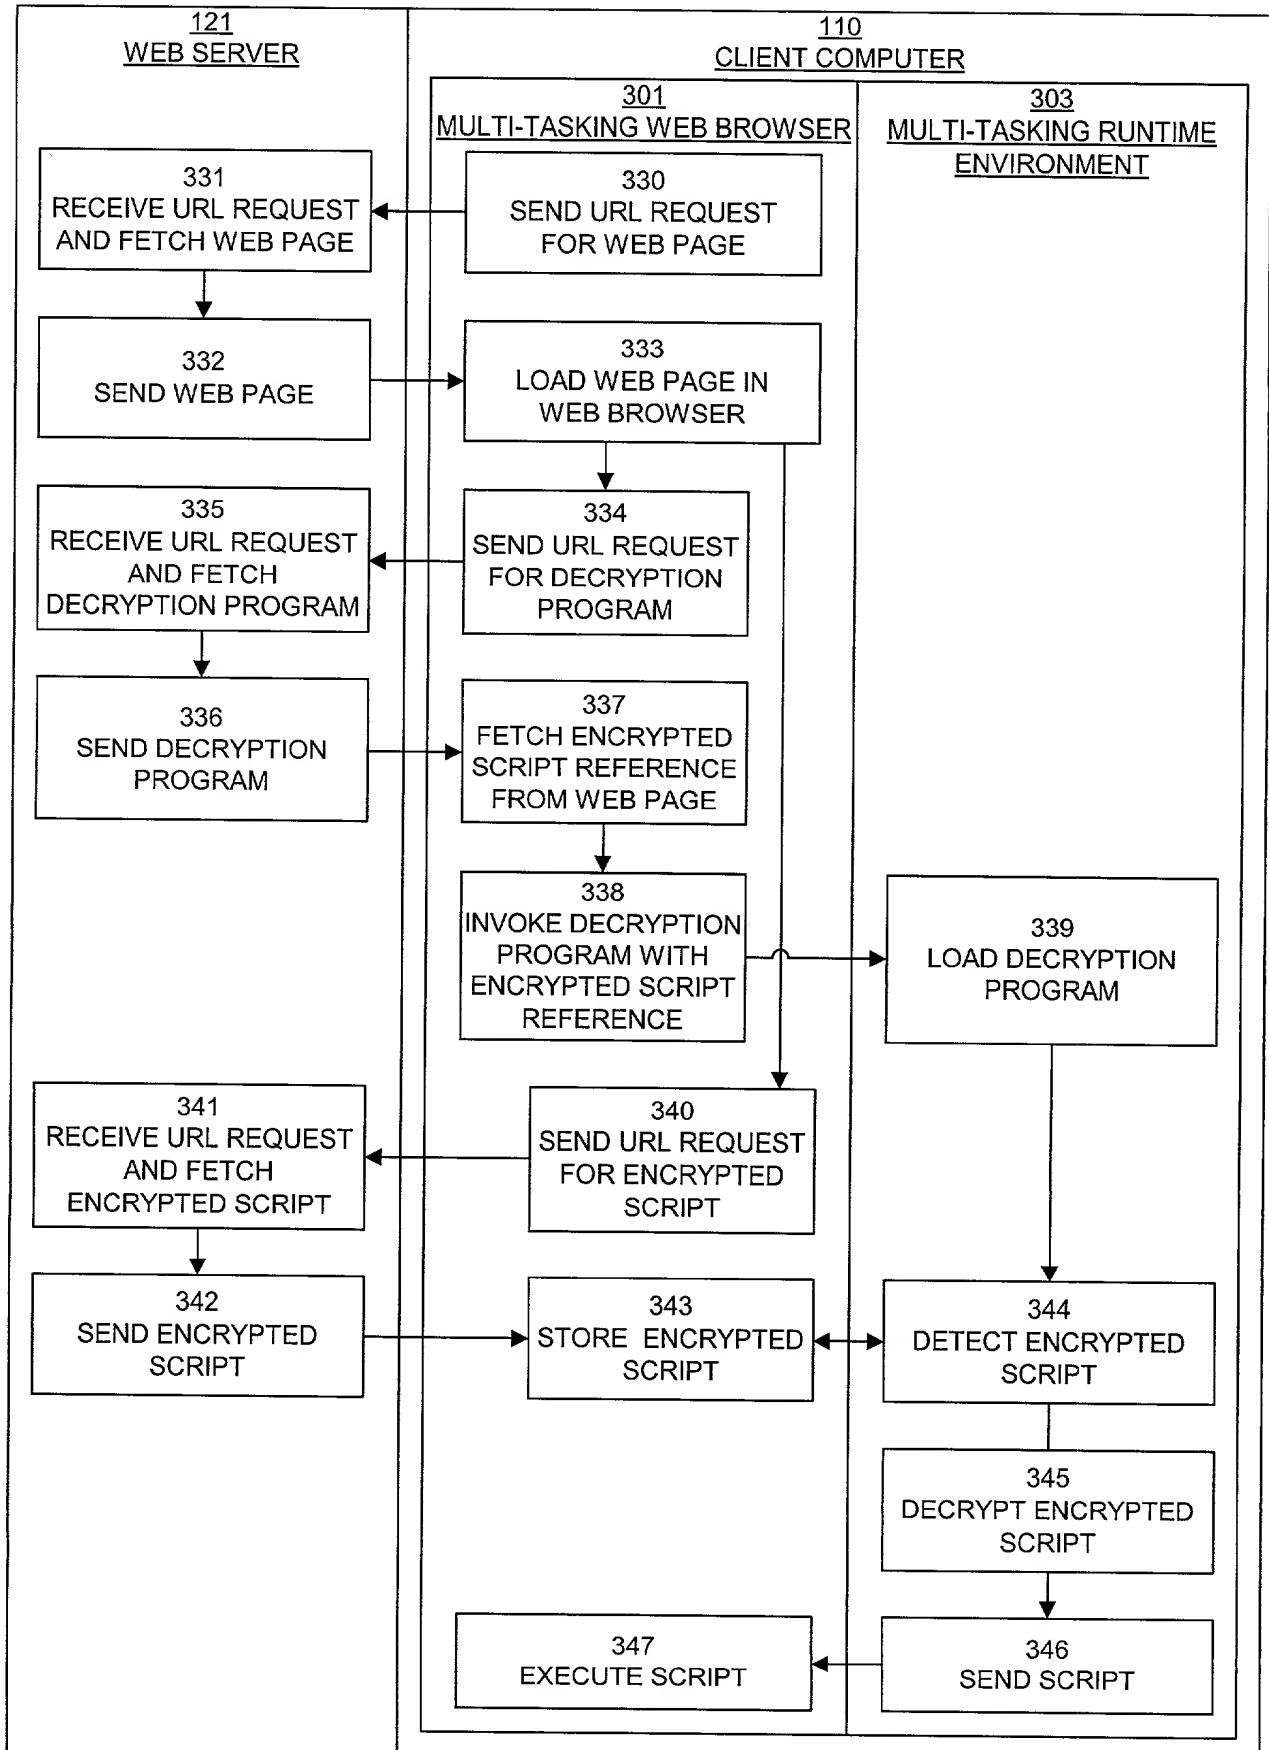 121
WEB SERVER
110
CLIENT COMPUTER
301
MULTI-TASKING WEB BROWSER
303
MULTI-TASKING RUNTIME
ENVIRONMENT
331
RECEIVE URL REQUEST
AND FETCH WEB PAGE
330
SEND URL REQUEST
FOR WEB PAGE
332
SEND WEB PAGE
333
LOAD WEB PAGE IN
WEB BROWSER
335
RECEIVE URL REQUEST
AND FETCH
DECRYPTION PROGRAM
334
SEND URL REQUEST
FOR DECRYPTION
PROGRAM
336
SEND DECRYPTION
PROGRAM
337
FETCH ENCRYPTED
SCRIPT REFERENCE
FROM WEB PAGE
338
INVOKE DECRYPTION
PROGRAM WITH
ENCRYPTED SCRIPT
REFERENCE
339
LOAD DECRYPTION
PROGRAM
341
RECEIVE URL REQUEST
AND FETCH
ENCRYPTED SCRIPT
340
SEND URL REQUEST
FOR ENCRYPTED
SCRIPT
342
SEND ENCRYPTED
SCRIPT
343
STORE ENCRYPTED
SCRIPT
344
DETECT ENCRYPTED
SCRIPT
345
DECRYPT ENCRYPTED
SCRIPT
347
EXECUTE SCRIPT
346
SEND SCRIPT